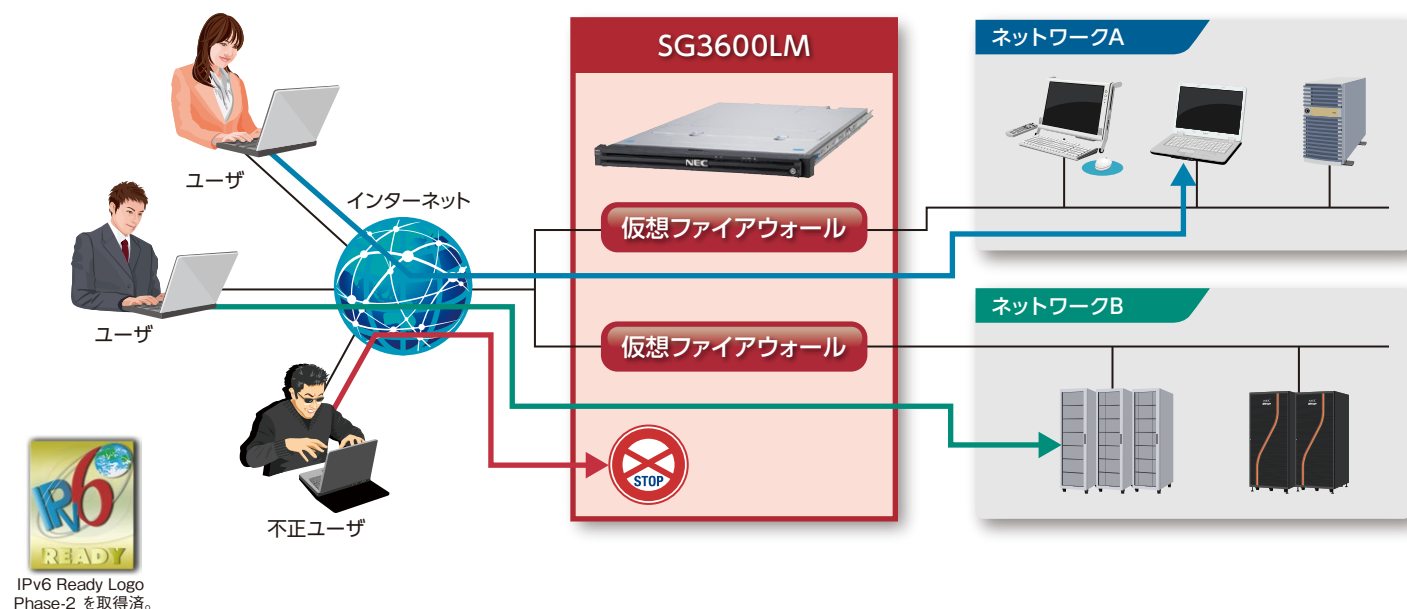 SG3600LM
ネットワークA
NEC
ユーザ
インターネット
仮想ファイアウォール
ネットワークB
ユーザ
仮想ファイアウォール
STOP
不正ユーザ
IPv6
READY
IPv6 Ready Logo
Phase-2 を取得済。